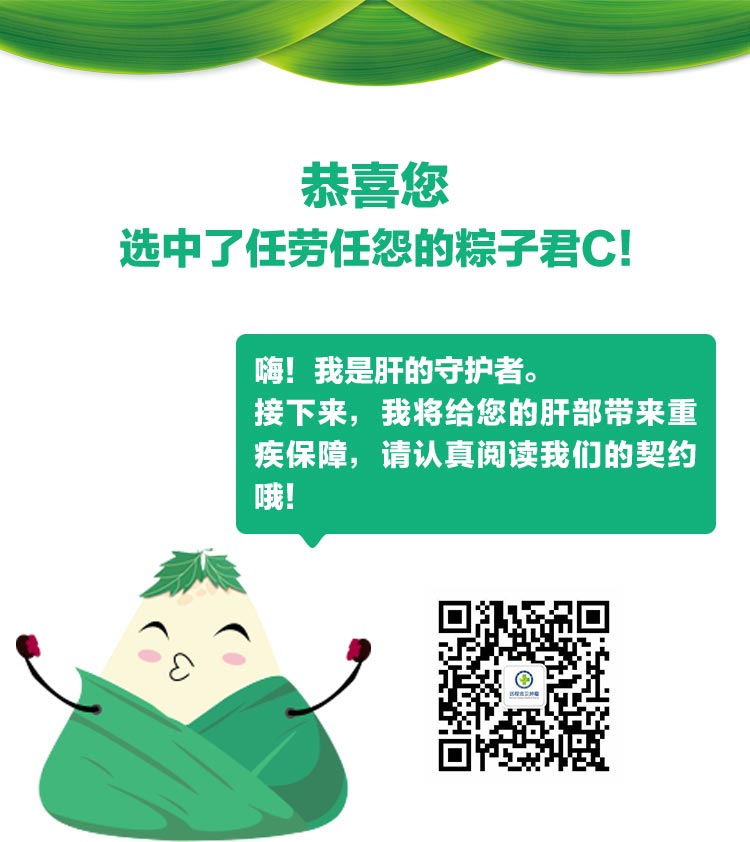 恭喜您
选中了任劳任怨的粽子君C!
嗨！我是肝的守护者。
接下来，我将给您的肝部带来重
疾保障，请认真阅读我们的契约
哦！